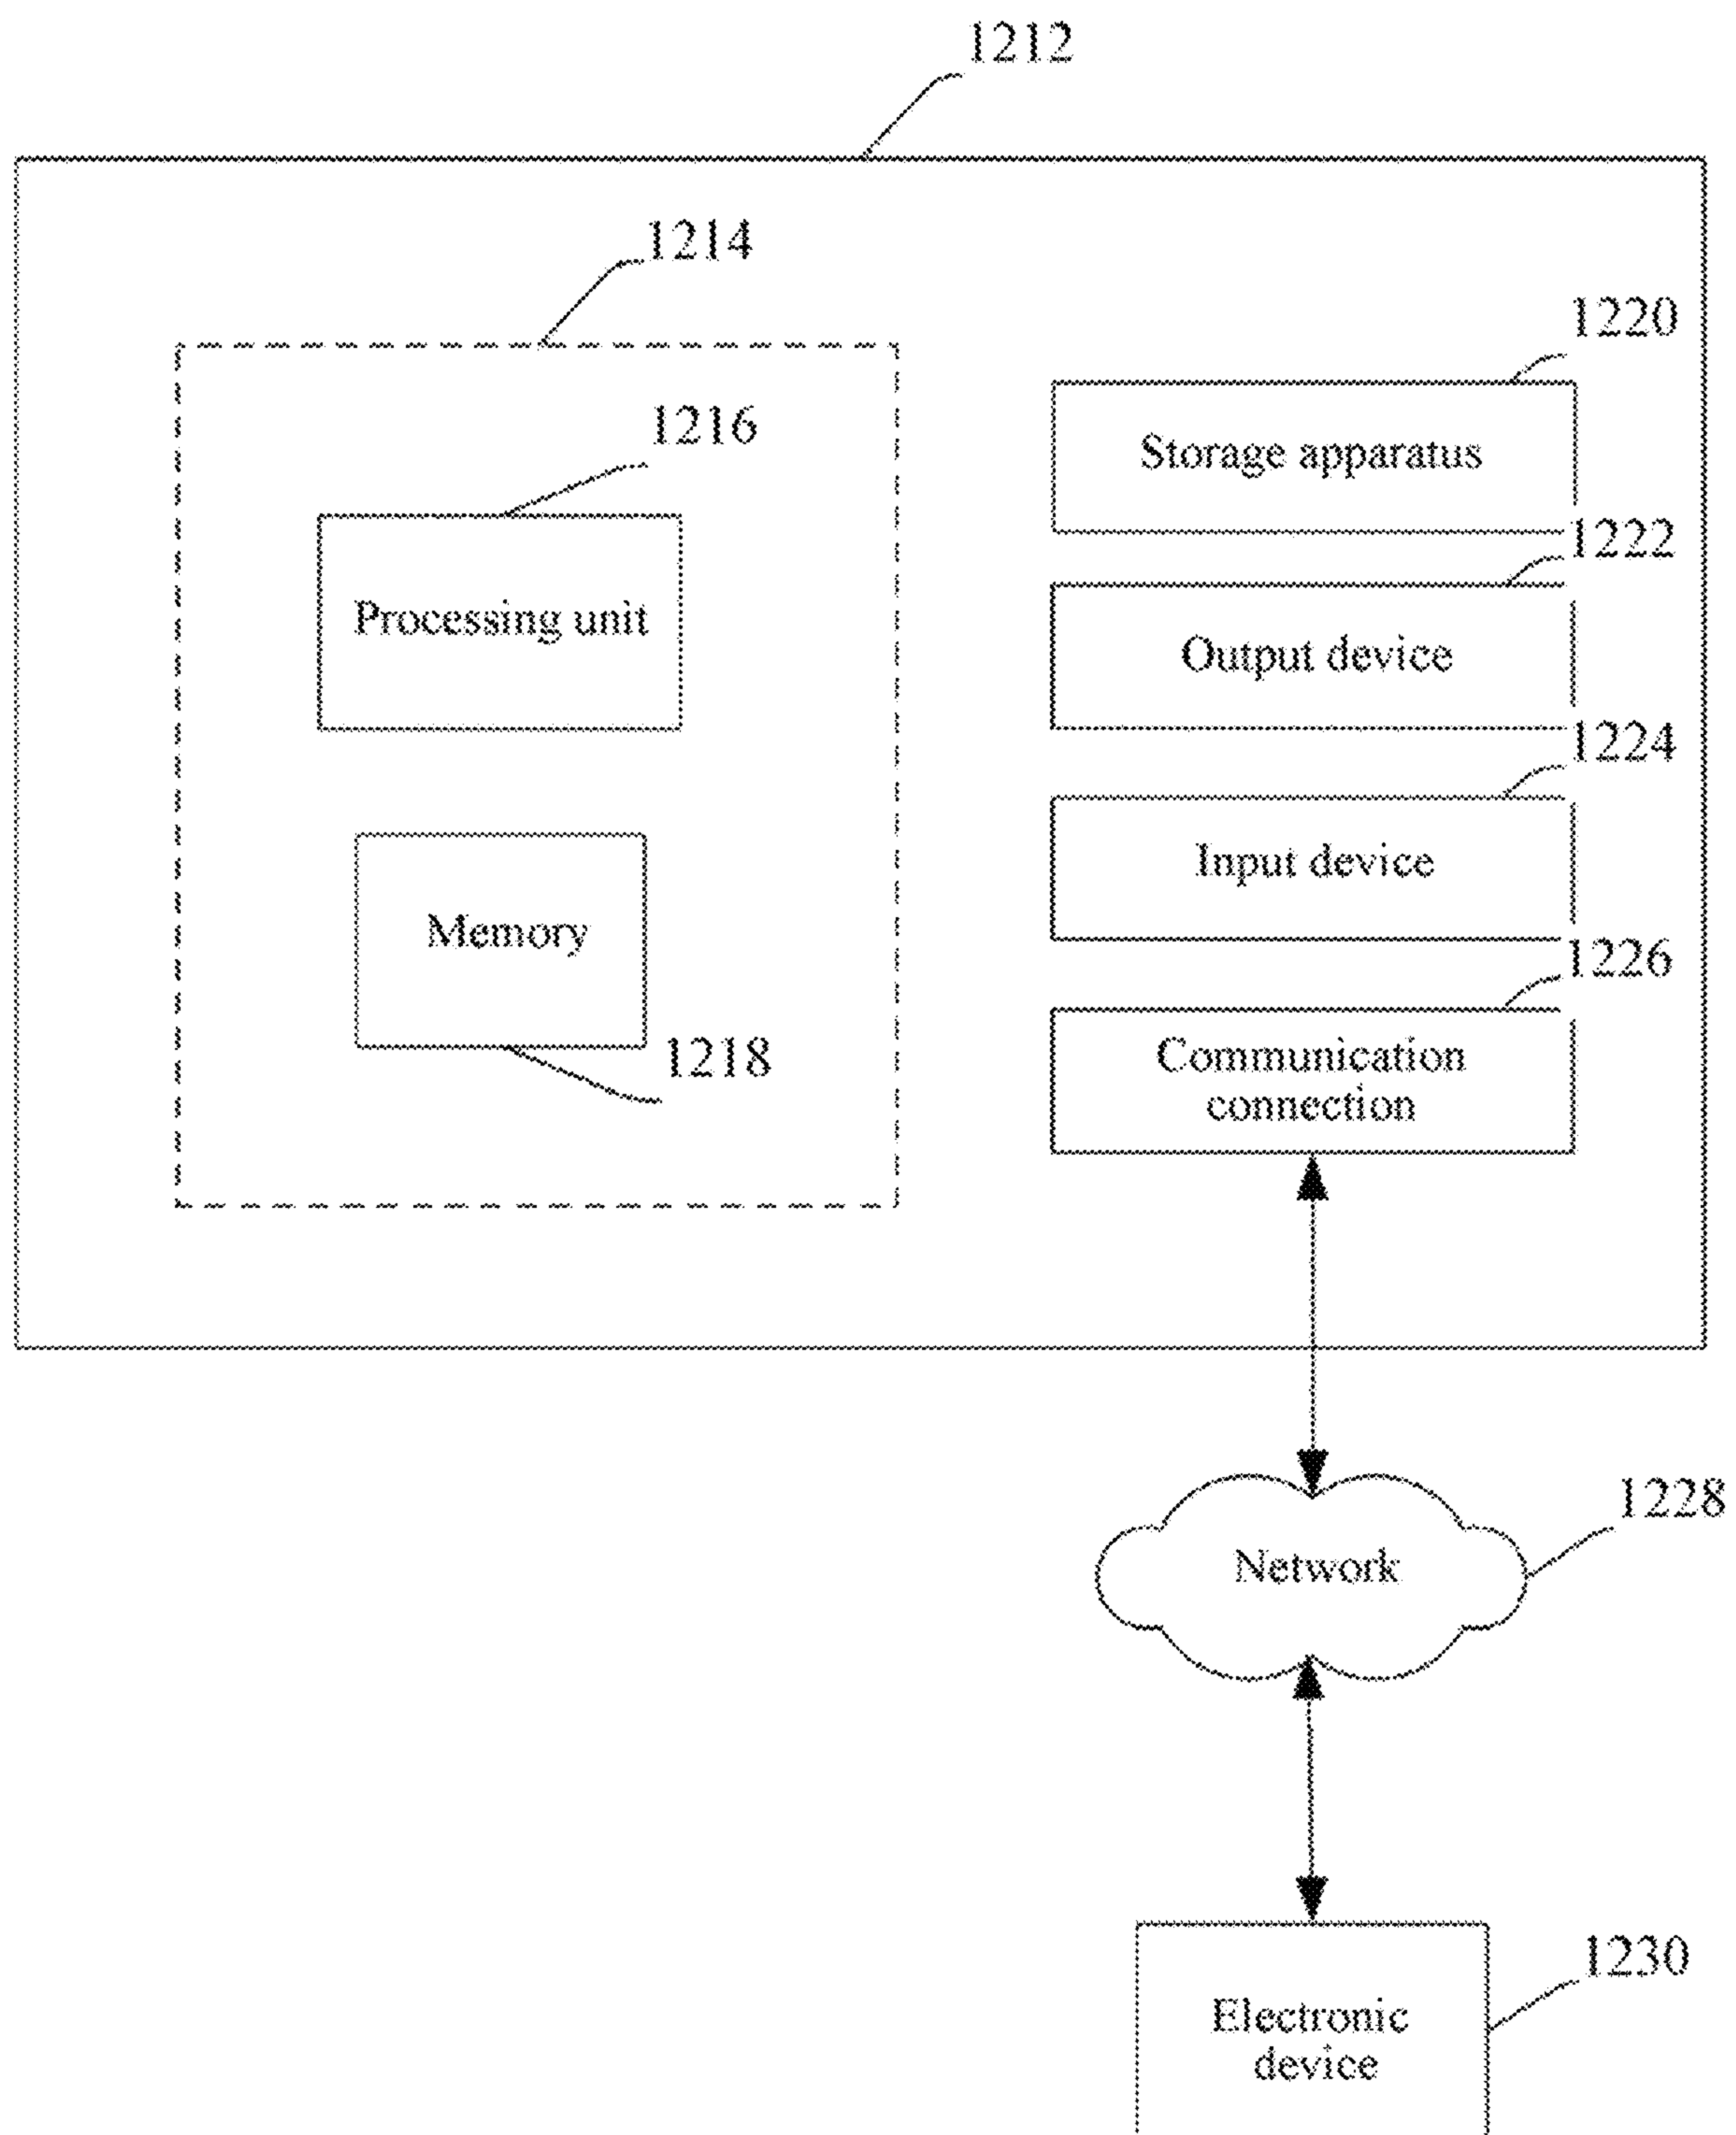 1212
1214
1220
1216
Storage apparatus
1222
Processing unit
Output device
1224
Input device
Memory
1226
1218
Communication
connection
1228
Network
1230
Electronic
device